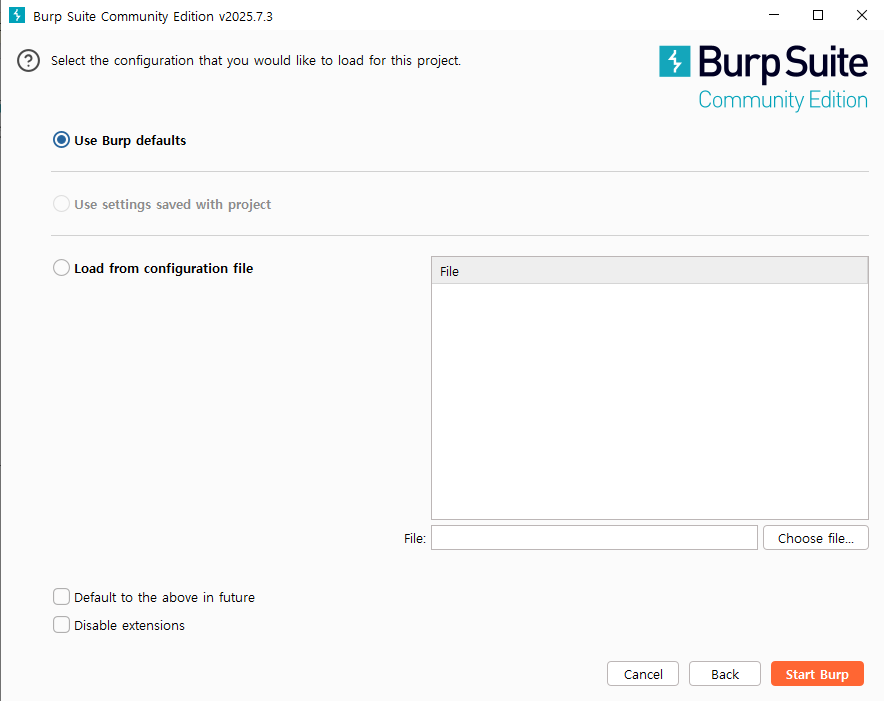 Burp Suite Community Edition v2025.7.3
Select the configuration that you would like to load for this project.
Burp Suite
Community Edition
Use Burp defaults
Use settings saved with project
Load from configuration file
File
File:
Choose file...
Default to the above in future
Disable extensions
Cancel
Back
Start Burp